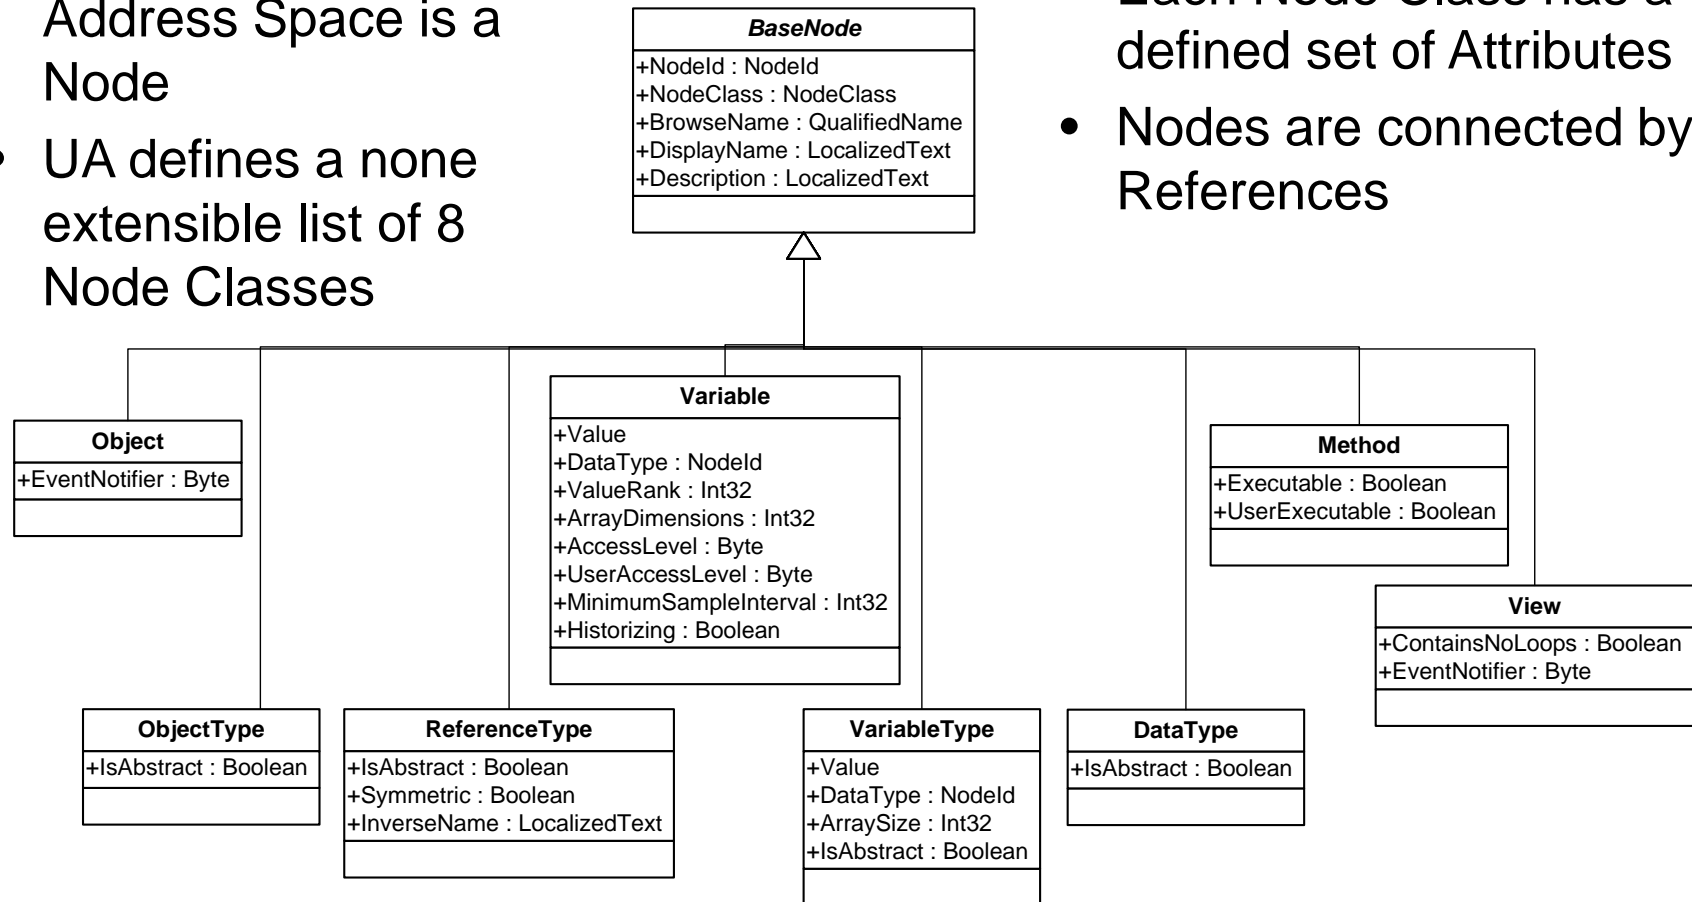 Address Space is a
Node
• UA defines a none
extensible list of 8
Node Classes
BaseNode
+NodeId : NodeId
+NodeClass : NodeClass
+BrowseName : QualifiedName
+DisplayName : LocalizedText
+Description : LocalizedText
Each Node Class has a
defined set of Attributes
• Nodes are connected by
References
Object
+EventNotifier : Byte
Variable
+Value
+DataType : NodeId
+ValueRank : Int32
+ArrayDimensions : Int32
+AccessLevel : Byte
+UserAccessLevel : Byte
+MinimumSampleInterval : Int32
+Historizing : Boolean
Method
+Executable : Boolean
+UserExecutable : Boolean
View
+ContainsNoLoops : Boolean
+EventNotifier : Byte
ObjectType
+IsAbstract : Boolean
ReferenceType
+IsAbstract : Boolean
+Symmetric : Boolean
+InverseName : LocalizedText
VariableType
+Value
+DataType : NodeId
+ArraySize : Int32
+IsAbstract : Boolean
DataType
+IsAbstract : Boolean